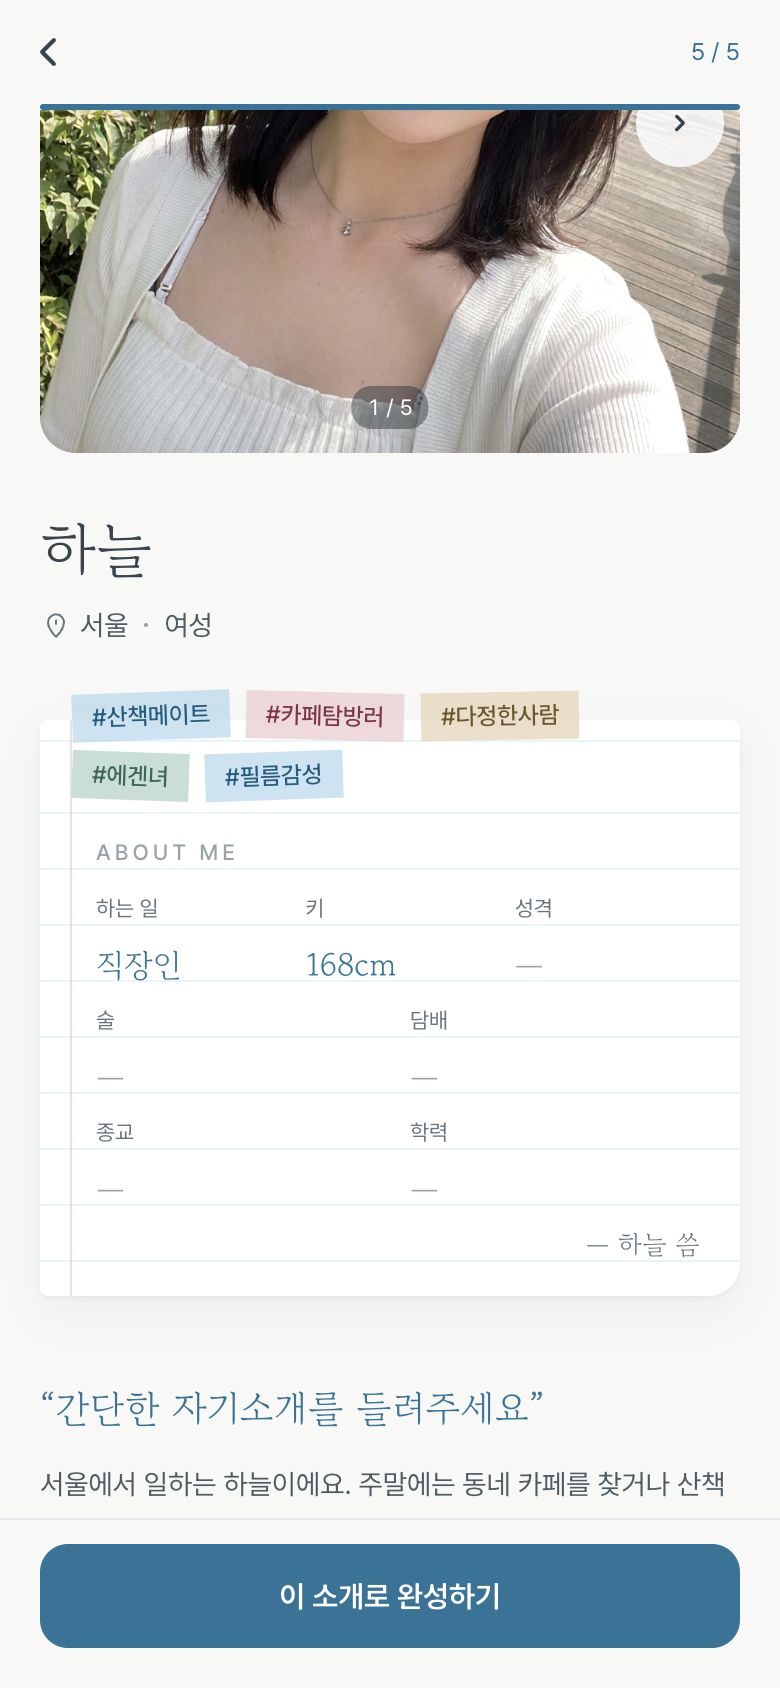 5 / 5
1 / 5
하늘
서울 · 여성
#산책메이트 #카페탐방러 #다정한사람
#에겐녀 #필름감성
ABOUT ME
하는 일 키 성격
직장인 168cm —
술 담배
— —
종교 학력
— —
— 하늘 씀
“간단한 자기소개를 들려주세요”
서울에서 일하는 하늘이에요. 주말에는 동네 카페를 찾거나 산책
이 소개로 완성하기